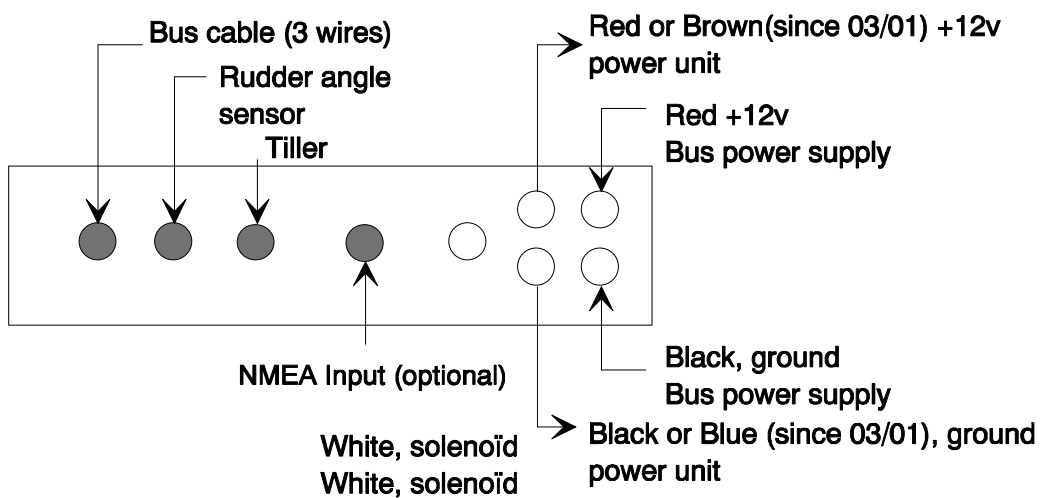 Bus cable (3 wires)
Rudder angle
sensor
Tiller
Red or Brown(since 03/01) +12v
power unit
Red +12v
Bus power supply
NMEA Input (optional)
Black, ground
Bus power supply
Black or Blue (since 03/01), ground
power unit
White, solenoïd
White, solenoïd